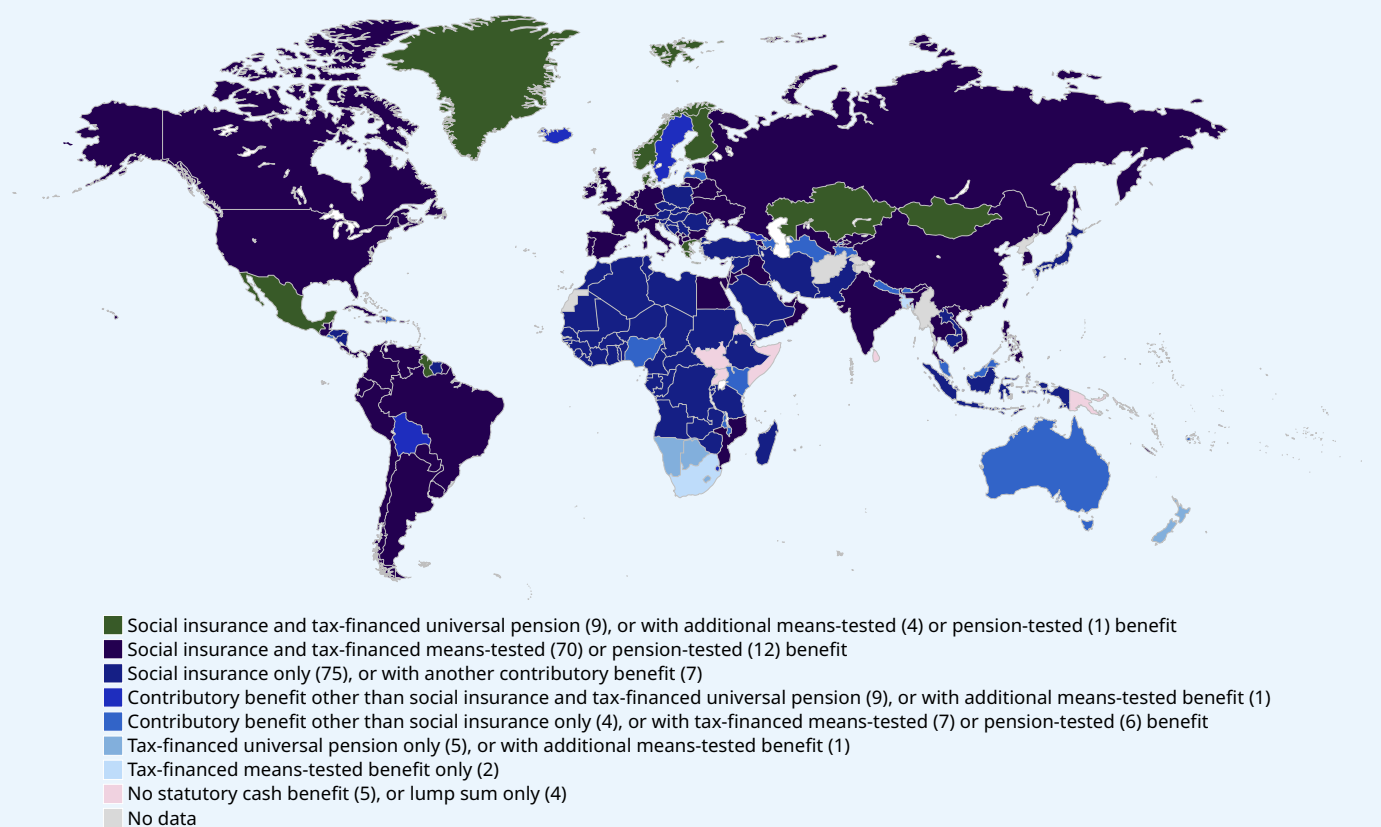 Social insurance and tax-financed universal pension (9), or with additional means-tested (4) or pension-tested (1) benefit
Social insurance and tax-financed means-tested (70) or pension-tested (12) benefit
Social insurance only (75), or with another contributory benefit (7)
Contributory benefit other than social insurance and tax-financed universal pension (9), or with additional means-tested benefit (1)
Contributory benefit other than social insurance only (4), or with tax-financed means-tested (7) or pension-tested (6) benefit
Tax-financed universal pension only (5), or with additional means-tested benefit (1)
Tax-financed means-tested benefit only (2)
No statutory cash benefit (5), or lump sum only (4)
No data